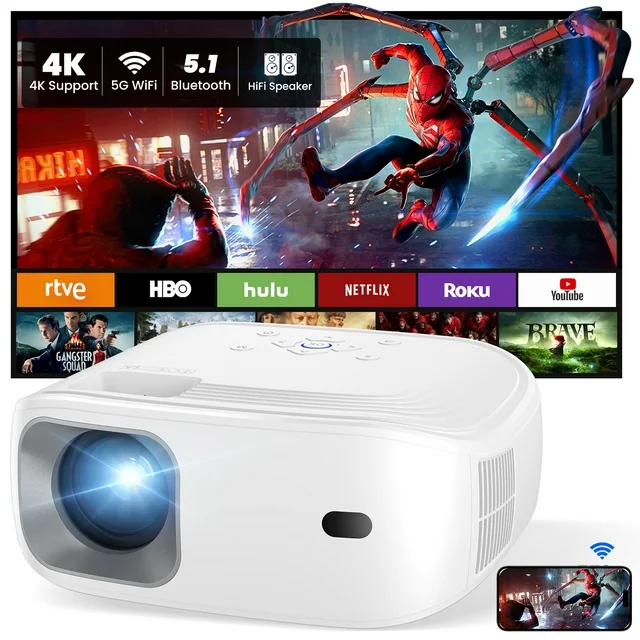 4K
4K Support
5G WiFi
5.1
Bluetooth
HiFi Speaker
rtve
HBO
hulu
NETFLIX
ROKU
YouTube
GANGSTER
SQUAD
BRAVE
OK